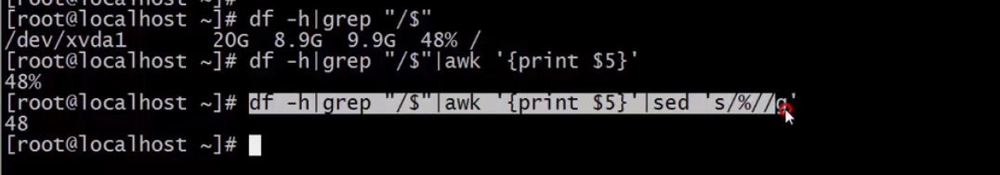 [root@localhost ~]# df -h|grep "/$"
/dev/xvda1       20G  8.9G  9.9G  48% /
[root@localhost ~]# df -h|grep "/$"|awk '{print $5}'
48%
[root@localhost ~]# df -h|grep "/$"|awk '{print $5}'|sed 's/%//g'
48
[root@localhost ~]#